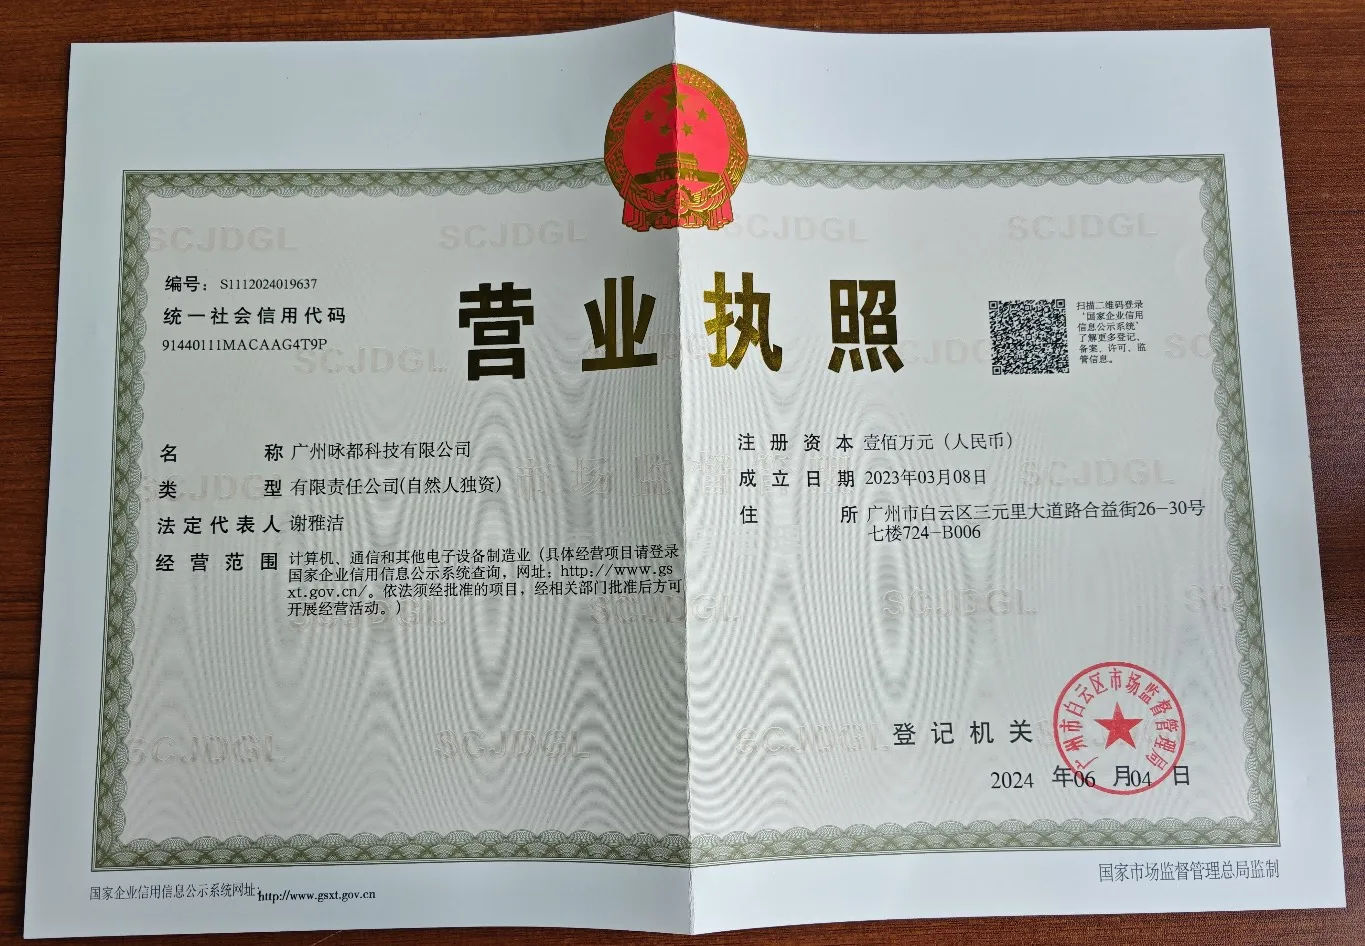 编号：S1112024019637
统一社会信用代码
91440111MACAAG4T9P
营业执照
扫描二维码登录
‘国家企业信用
信息公示系统’
了解更多登记、
备案、许可、监
管信息。
名称 广州咏都科技有限公司
类型 有限责任公司(自然人独资)
法定代表人 谢雅洁
经营范围 计算机、通信和其他电子设备制造业（具体经营项目请登录
国家企业信用信息公示系统查询，网址：http://www.gs
xt.gov.cn/。依法须经批准的项目，经相关部门批准后方可
开展经营活动。）
注册资本 壹佰万元（人民币）
成立日期 2023年03月08日
住所 广州市白云区三元里大道路合益街26-30号
七楼724-B006
登记机关
广州市白云区市场监督管理局
2024 年06 月04 日
国家企业信用信息公示系统网址：http://www.gsxt.gov.cn
国家市场监督管理总局监制
SCJDGL
市场监督管理